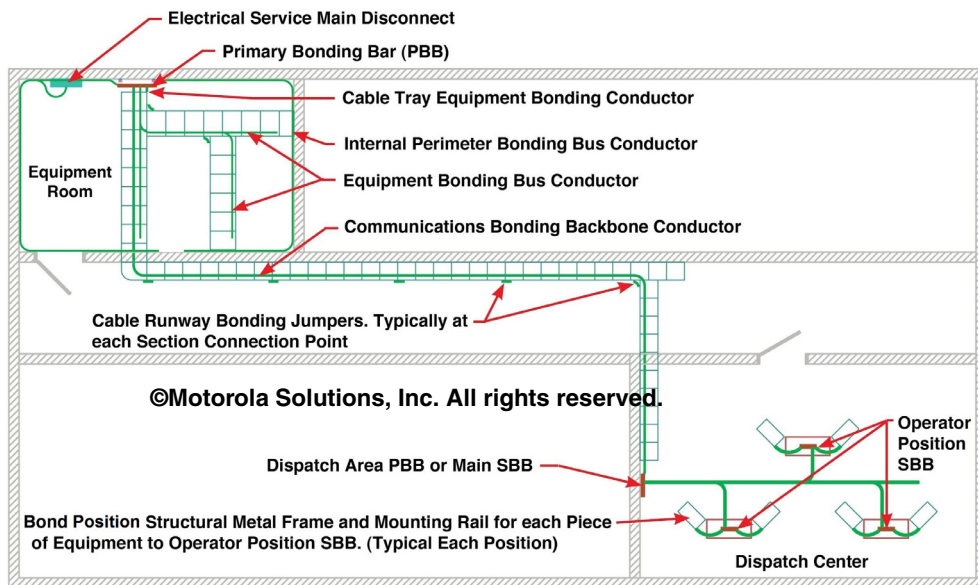 Electrical Service Main Disconnect
Primary Bonding Bar (PBB)
Cable Tray Equipment Bonding Conductor
Internal Perimeter Bonding Bus Conductor
Equipment
Room
Equipment Bonding Bus Conductor
Communications Bonding Backbone Conductor
Cable Runway Bonding Jumpers. Typically at
each Section Connection Point
©Motorola Solutions, Inc. All rights reserved.
Operator
Position
SBB
Dispatch Area PBB or Main SBB
Bond Position Structural Metal Frame and Mounting Rail for each Piece
of Equipment to Operator Position SBB. (Typical Each Position)
Dispatch Center